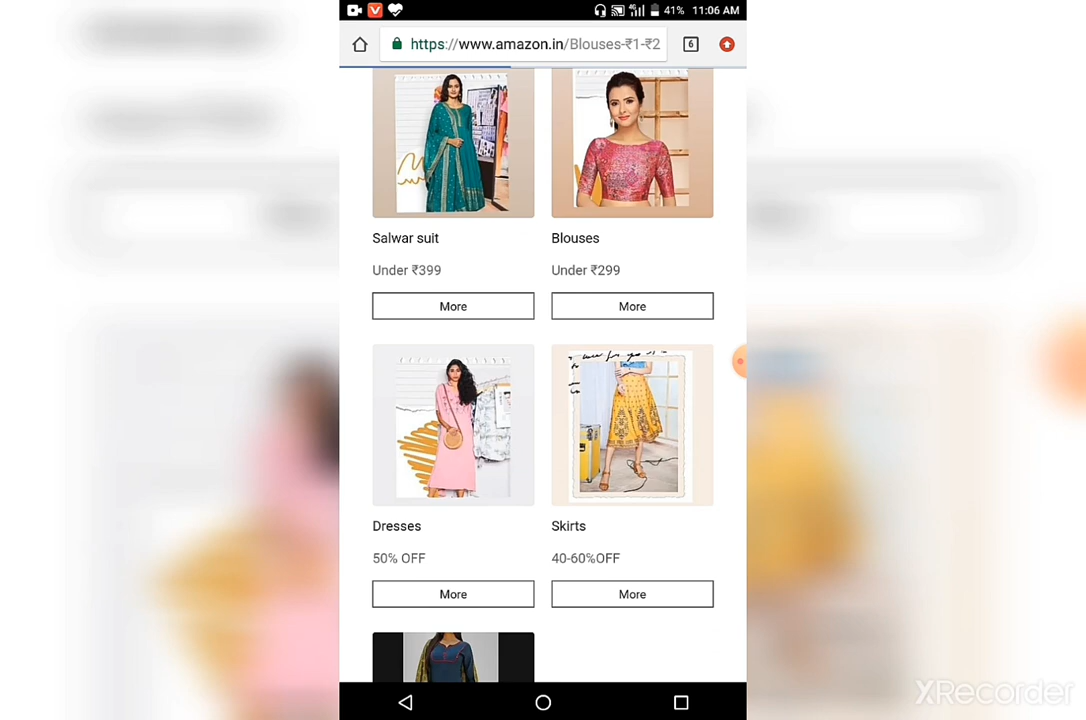 41% 11:06 AM
https://www.amazon.in/Blouses-₹1-₹2
6
Salwar suit
Blouses
Under ₹399
Under ₹299
More
More
Dresses
Skirts
50% OFF
40-60%OFF
More
More
XRecorder